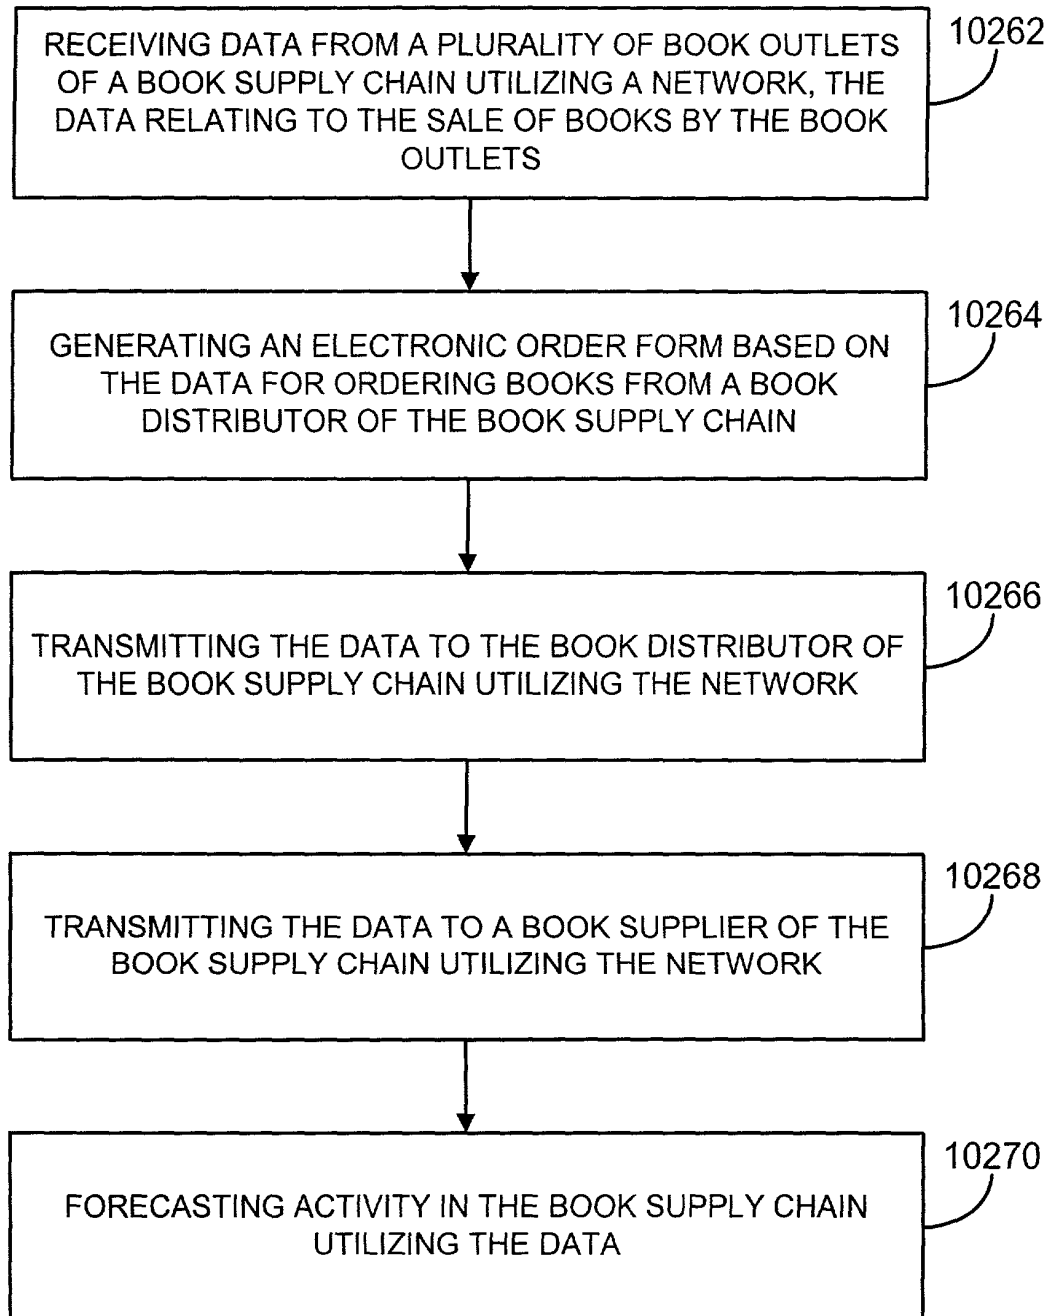 RECEIVING DATA FROM A PLURALITY OF BOOK OUTLETS
OF A BOOK SUPPLY CHAIN UTILIZING A NETWORK, THE
DATA RELATING TO THE SALE OF BOOKS BY THE BOOK
OUTLETS
10262
GENERATING AN ELECTRONIC ORDER FORM BASED ON
THE DATA FOR ORDERING BOOKS FROM A BOOK
DISTRIBUTOR OF THE BOOK SUPPLY CHAIN
10264
TRANSMITTING THE DATA TO THE BOOK DISTRIBUTOR OF
THE BOOK SUPPLY CHAIN UTILIZING THE NETWORK
10266
TRANSMITTING THE DATA TO A BOOK SUPPLIER OF THE
BOOK SUPPLY CHAIN UTILIZING THE NETWORK
10268
FORECASTING ACTIVITY IN THE BOOK SUPPLY CHAIN
UTILIZING THE DATA
10270